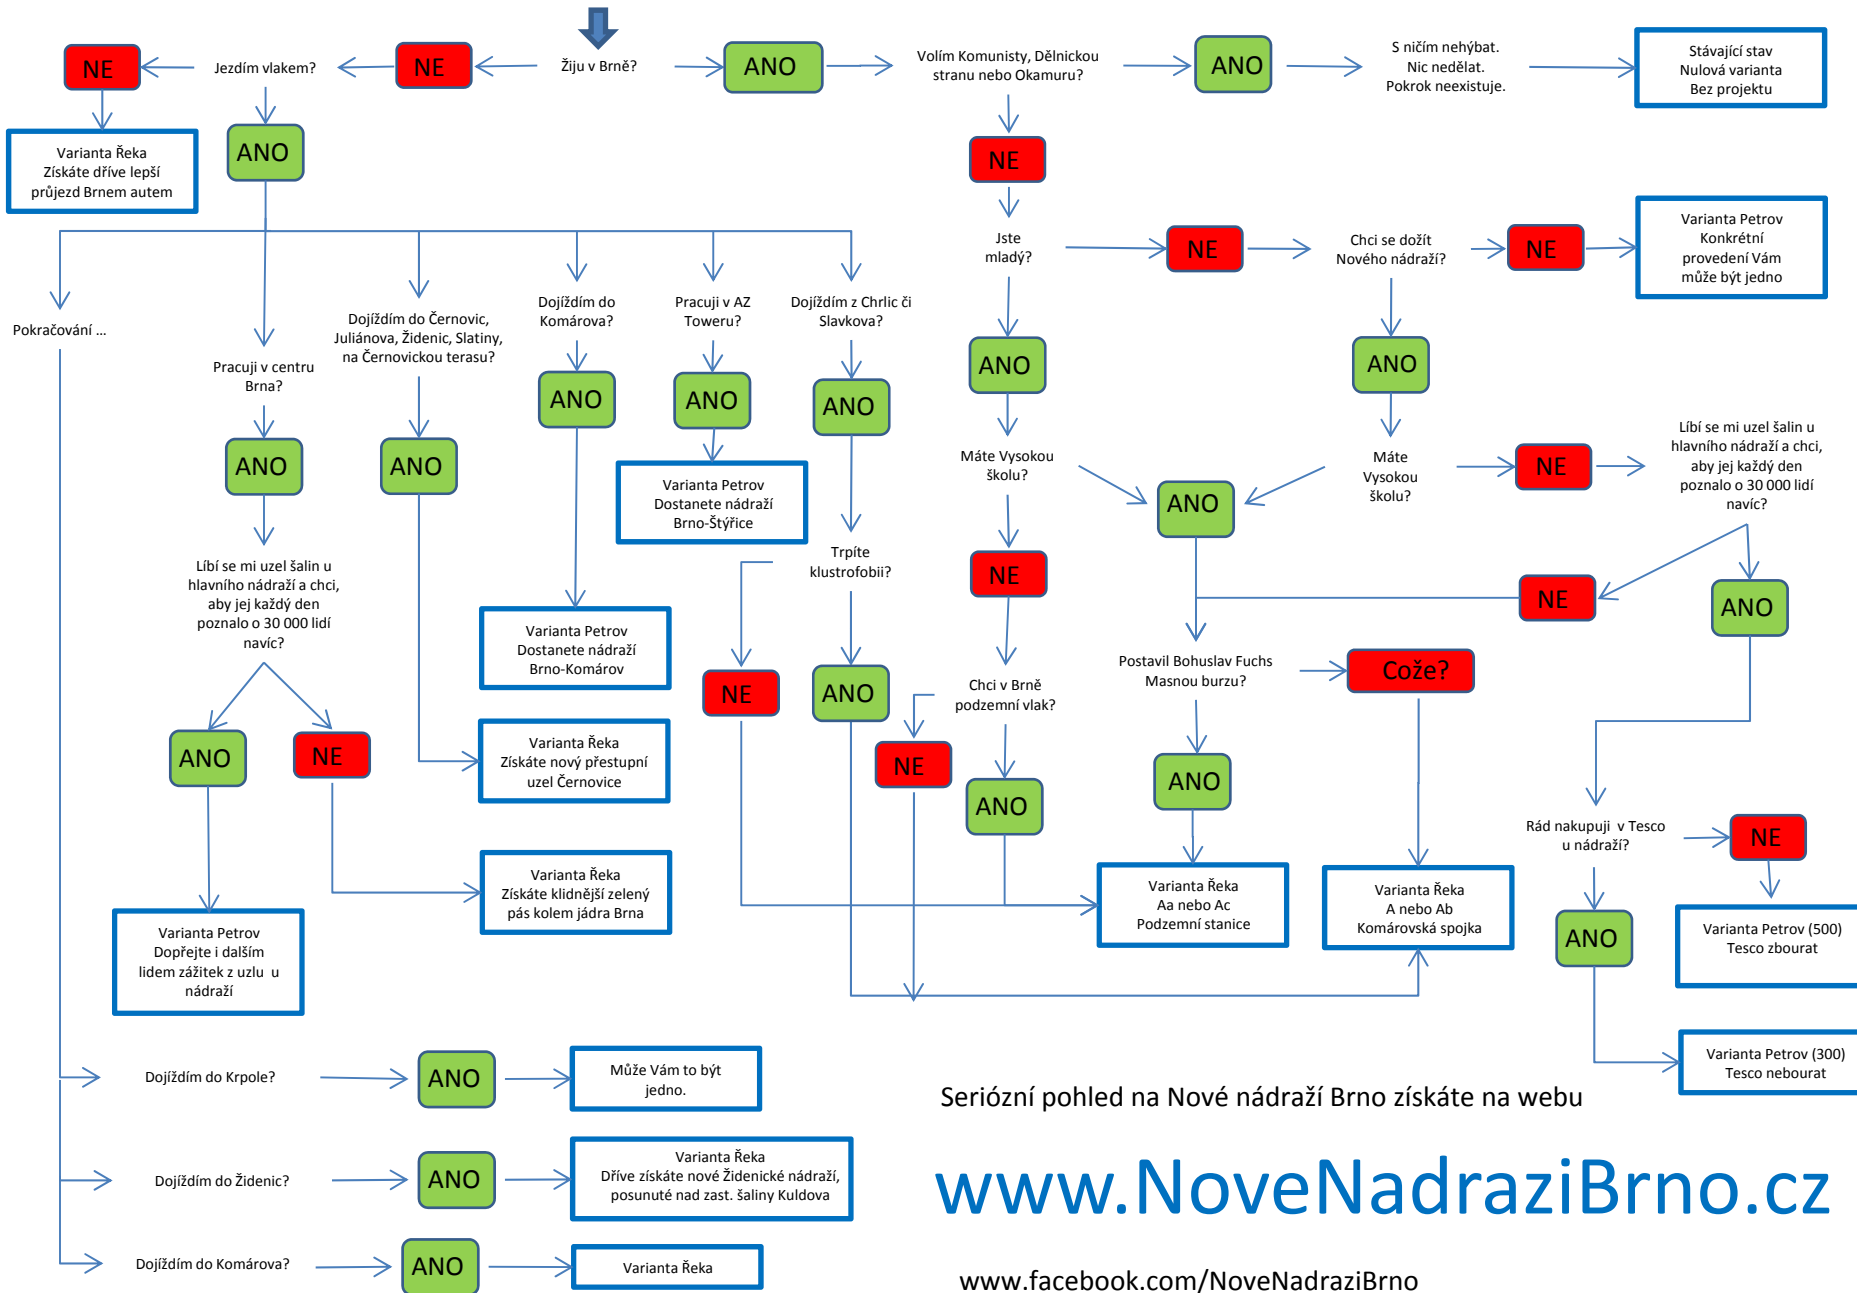 NE
Jezdím vlakem?
NE
Žiju v Brně?
ANO
Volím Komunisty, Dělnickou
stranu nebo Okamuru?
ANO
S ničím nehýbat.
Nic nedělat.
Pokrok neexistuje.
Stávající stav
Nulová varianta
Bez projektu
Varianta Řeka
Získáte dříve lepší
průjezd Brnem autem
ANO
NE
Jste
mladý?
NE
Chci se dožít
Nového nádraží?
NE
Varianta Petrov
Konkrétní
provedení Vám
může být jedno
Pokračování ...
Pracuji v centru
Brna?
Dojíždím do Černovic,
Juliánova, Židenic, Slatiny,
na Černovickou terasu?
Dojíždím do
Komárova?
Pracuji v AZ
Toweru?
Dojíždím z Chrlic či
Slavkova?
ANO
ANO
ANO
ANO
ANO
ANO
ANO
Varianta Petrov
Dostanete nádraží
Brno-Štýřice
Máte Vysokou
školu?
ANO
Máte
Vysokou
školu?
NE
Líbí se mi uzel šalin u
hlavního nádraží a chci,
aby jej každý den
poznalo o 30 000 lidí
navíc?
Líbí se mi uzel šalin u
hlavního nádraží a chci,
aby jej každý den
poznalo o 30 000 lidí
navíc?
Trpíte
klustrofobii?
NE
NE
ANO
Varianta Petrov
Dostanete nádraží
Brno-Komárov
NE
ANO
Chci v Brně
podzemní vlak?
Postavil Bohuslav Fuchs
Masnou burzu?
Cože?
ANO
NE
Varianta Řeka
Získáte nový přestupní
uzel Černovice
NE
ANO
ANO
Rád nakupuji  v Tesco
u nádraží?
NE
Varianta Řeka
Získáte klidnější zelený
pás kolem jádra Brna
Varianta Řeka
Aa nebo Ac
Podzemní stanice
Varianta Řeka
A nebo Ab
Komárovská spojka
ANO
Varianta Petrov (500)
Tesco zbourat
Varianta Petrov
Dopřejte i dalším
lidem zážitek z uzlu  u
nádraží
Varianta Petrov (300)
Tesco nebourat
Dojíždím do Krpole?
ANO
Může Vám to být
jedno.
Seriózní pohled na Nové nádraží Brno získáte na webu
Dojíždím do Židenic?
ANO
Varianta Řeka
Dříve získáte nové Židenické nádraží,
posunuté nad zast. šaliny Kuldova
www.NoveNadraziBrno.cz
Dojíždím do Komárova?
ANO
Varianta Řeka
www.facebook.com/NoveNadraziBrno